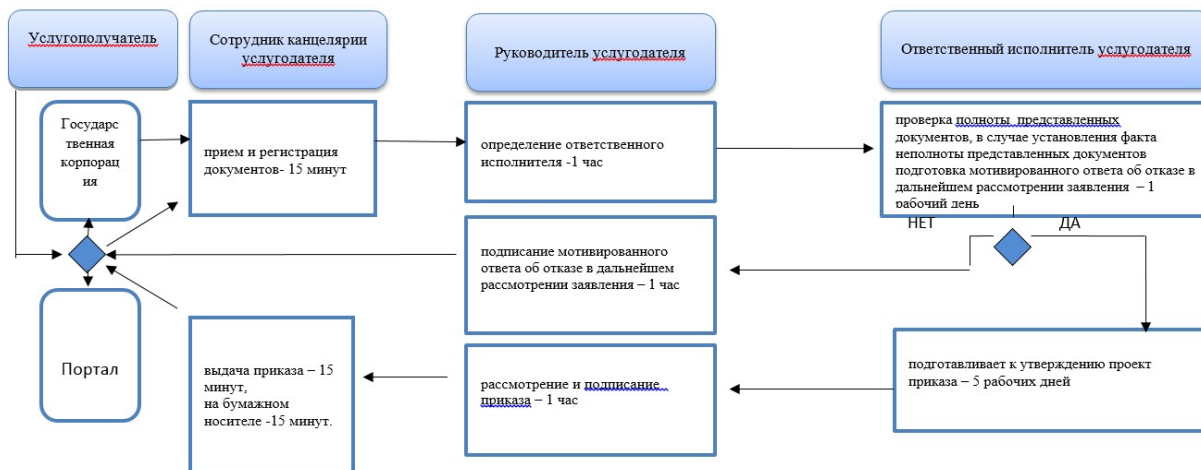 Услугополучатель
Сотрудник канцелярии
услугодателя
Руководитель услугодателя
Ответственный исполнитель услугодателя
Государс
твенная
корпорац
ия
прием и регистрация
документов- 15 минут
определение ответственного
исполнителя -1 час
проверка полноты представленных
документов, в случае установления факта
неполноты представленных документов
подготовка мотивированного ответа об отказе в
дальнейшем рассмотрении заявления – 1
рабочий день
НЕТ
ДА
подписание мотивированного
ответа об отказе в дальнейшем
рассмотрении заявления – 1 час
Портал
выдача приказа – 15
минут,
на бумажном
носителе -15 минут.
рассмотрение и подписание
приказа – 1 час
подготавливает к утверждению проект
приказа – 5 рабочих дней